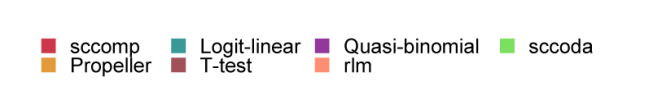 sccomp Logit-linear Quasi-binomial sccoda
Propeller T-test rlm